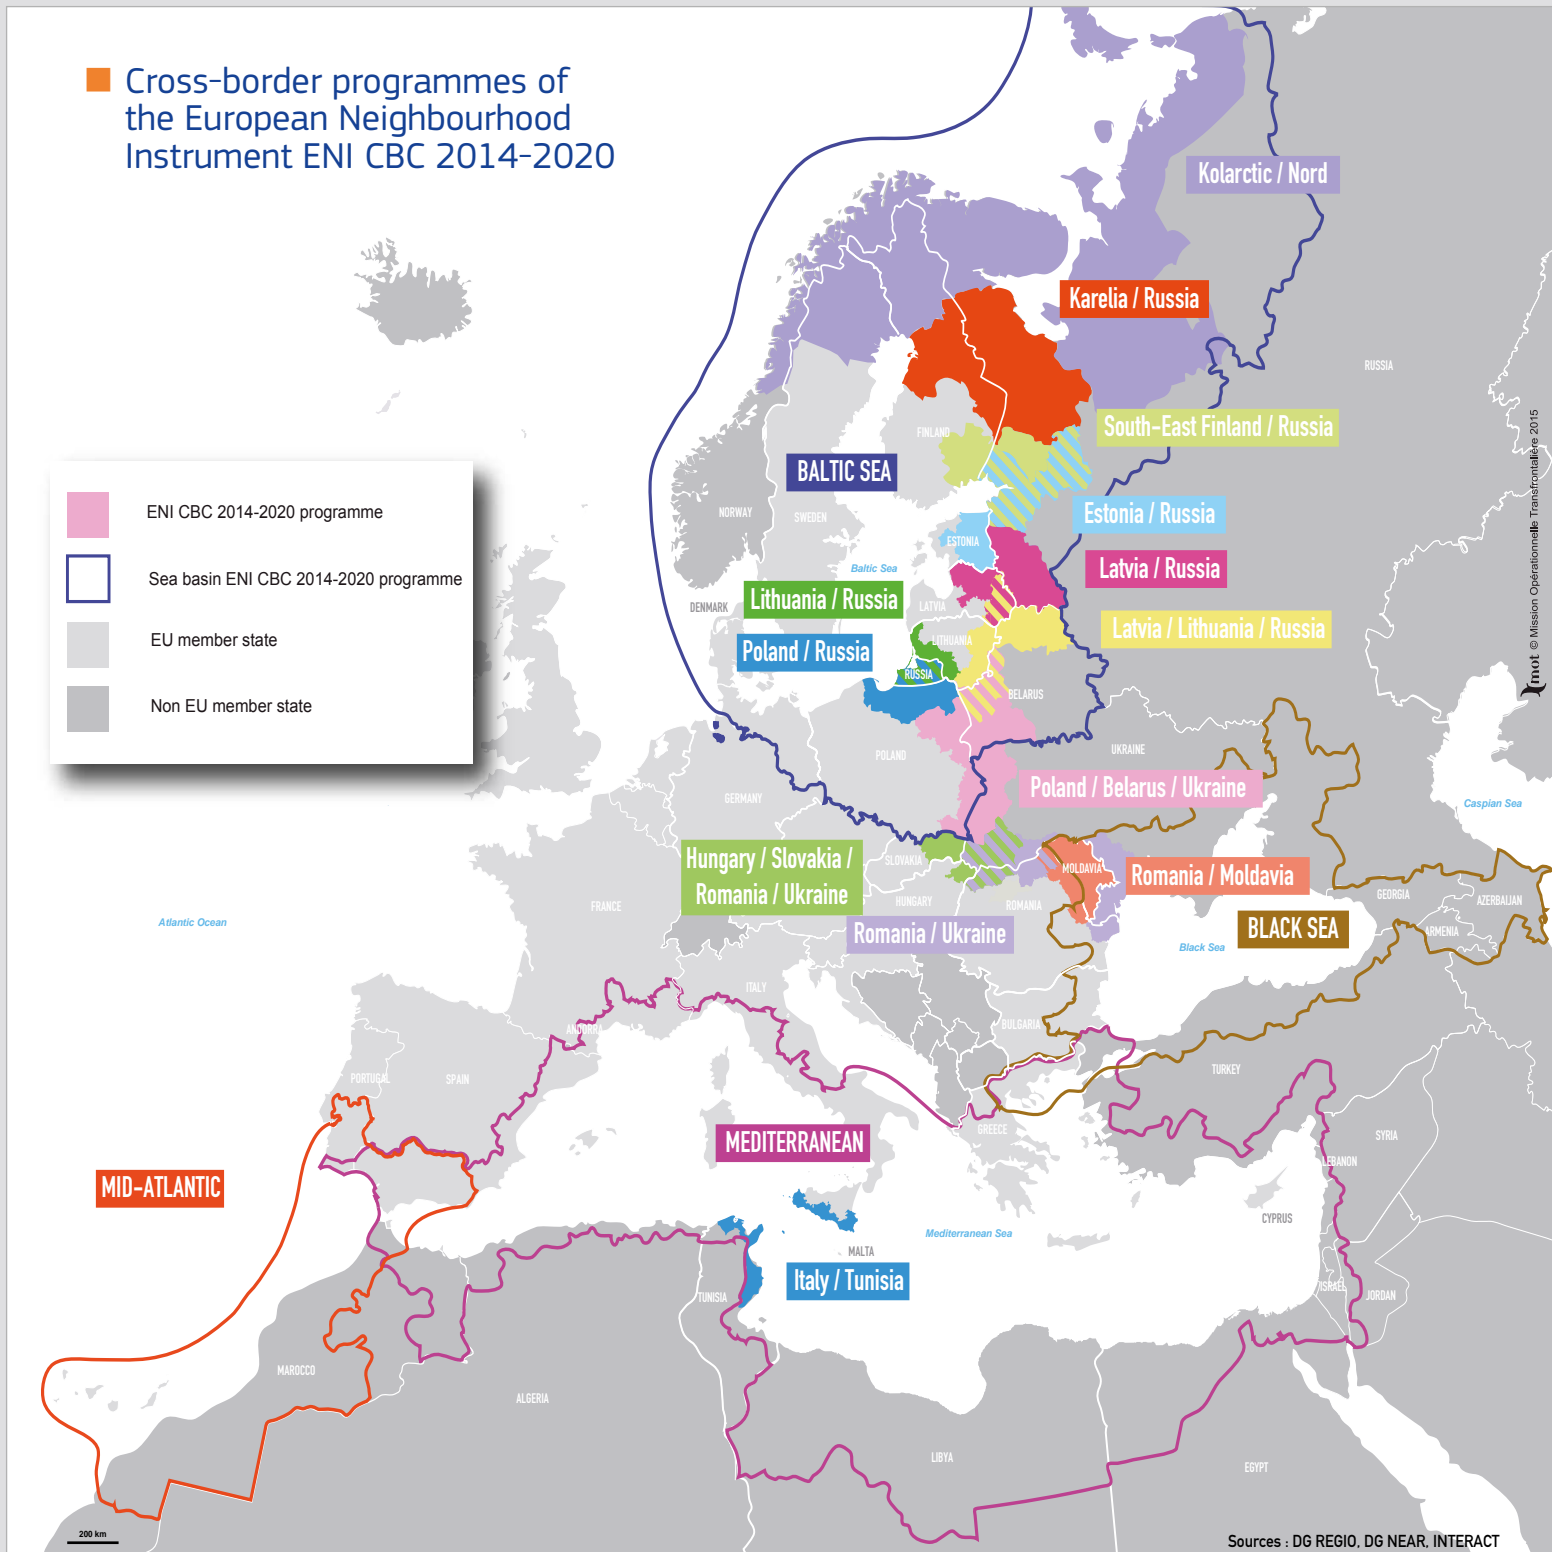 Cross-border programmes of
the European Neighbourhood
Instrument ENI CBC 2014-2020
Kolarctic / Nord
Karelia / Russia
RUSSIA
South-East Finland / Russia
FINLAND
BALTIC SEA
ENI CBC 2014-2020 programme
NORWAY
SWEDEN
Estonia / Russia
ESTONIA
Baltic Sea
Latvia / Russia
Sea basin ENI CBC 2014-2020 programme
Lithuania / Russia
DENMARK
LATVIA
Latvia / Lithuania / Russia
EU member state
LITHUANIA
Poland / Russia
RUSSIA
BELARUS
Non EU member state
mot © Mission Opérationnelle Transfrontalière 2015
POLAND
UKRAINE
Poland / Belarus / Ukraine
GERMANY
Caspian Sea
Hungary / Slovakia /
Romania / Ukraine
SLOVAKIA
MOLDAVIA
Romania / Moldavia
HUNGARY
ROMANIA
FRANCE
GEORGIA
AZERBAIJAN
ARMENIA
Atlantic Ocean
Romania / Ukraine
BLACK SEA
Black Sea
ITALY
BULGARIA
ANDORRA
PORTUGAL
SPAIN
TURKEY
GREECE
MEDITERRANEAN
SYRIA
LEBANON
MID-ATLANTIC
CYPRUS
Mediterranean Sea
MALTA
Italy / Tunisia
TUNISIA
ISRAEL
JORDAN
MAROCCO
ALGERIA
LIBYA
EGYPT
200 km
Sources : DG REGIO, DG NEAR, INTERACT